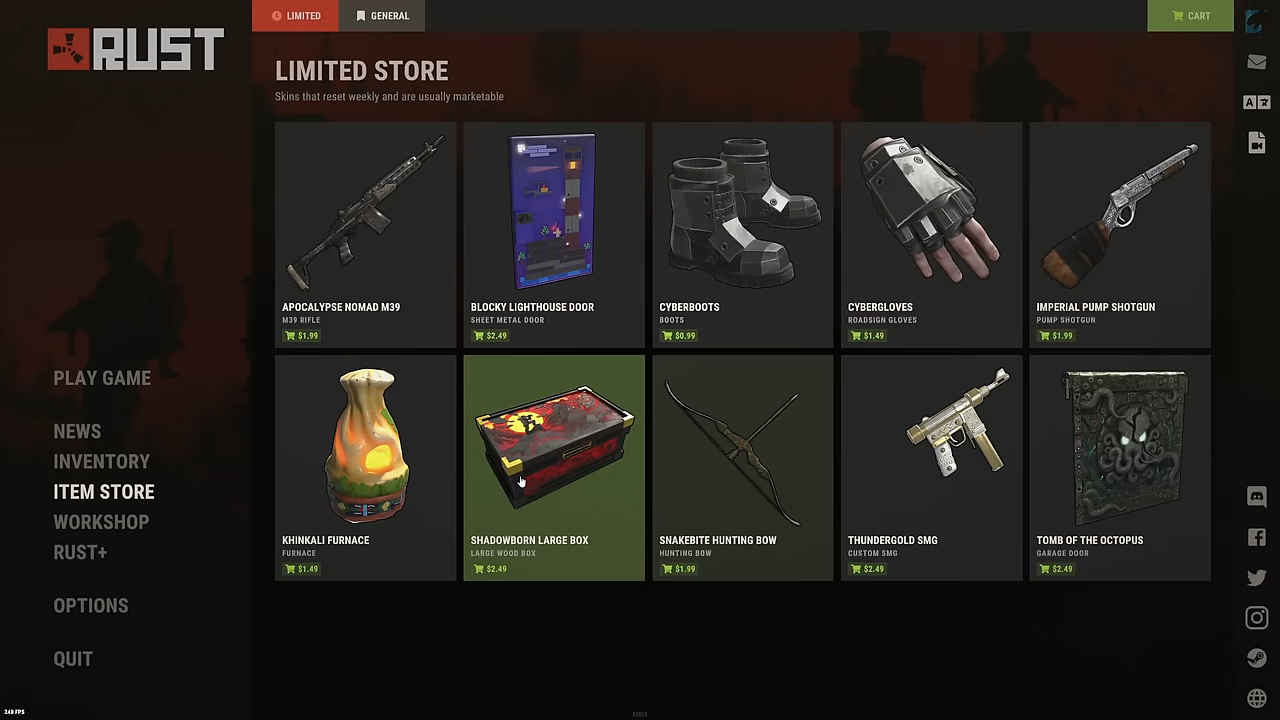 RUST
LIMITED
GENERAL
CART
LIMITED STORE
Skins that reset weekly and are usually marketable
APOCALYPSE NOMAD M39
M39 RIFLE
$1.99
BLOCKY LIGHTHOUSE DOOR
SHEET METAL DOOR
$2.49
CYBERBOOTS
BOOTS
$0.99
CYBERGLOVES
ROADSIGN GLOVES
$1.49
IMPERIAL PUMP SHOTGUN
PUMP SHOTGUN
$1.99
KHINKALI FURNACE
FURNACE
$1.49
SHADOWBORN LARGE BOX
LARGE WOOD BOX
$2.49
SNAKEBITE HUNTING BOW
HUNTING BOW
$1.99
THUNDERGOLD SMG
CUSTOM SMG
$2.49
TOMB OF THE OCTOPUS
GARAGE DOOR
$2.49
PLAY GAME
NEWS
INVENTORY
ITEM STORE
WORKSHOP
RUST+
OPTIONS
QUIT
240 FPS